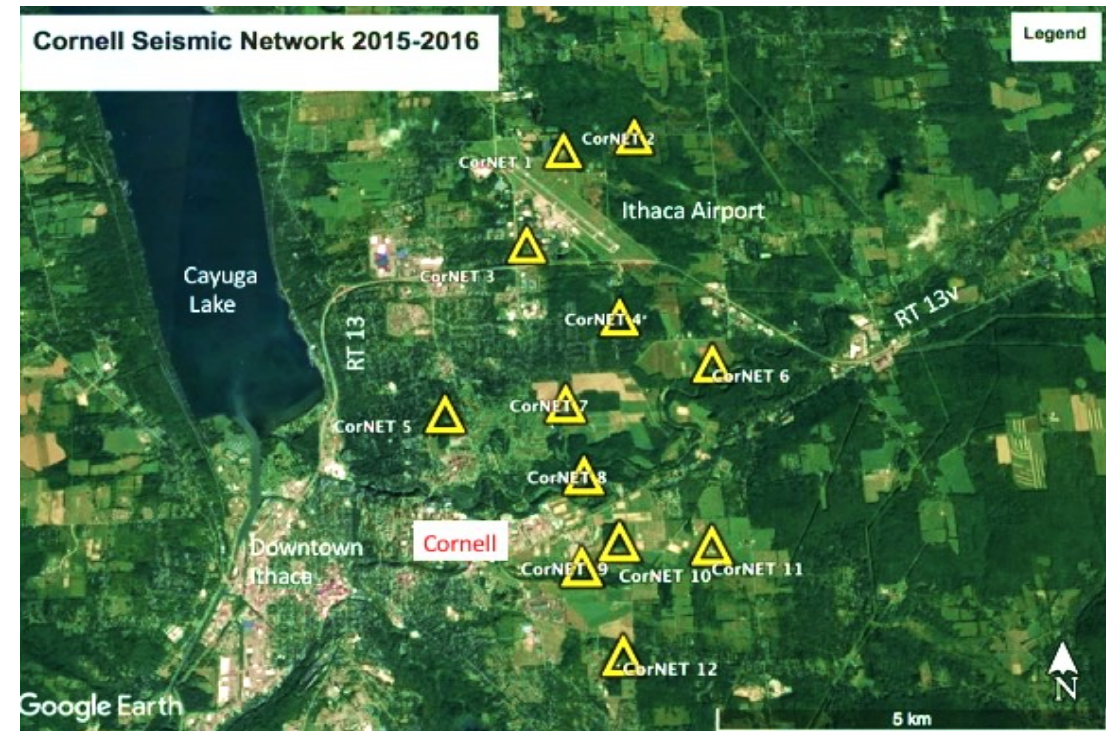 Cornell Seismic Network 2015-2016
Legend
CorNET 2
CorNET 1
Ithaca Airport
Cayuga
Lake
CorNET 3
RT 13
CorNET 4
RT 13v
CorNET 6
CorNET 7
CorNET 5
CorNET 8
Cornell
Downtown
Ithaca
CorNET 9
CorNET 10
CorNET 11
CorNET 12
N
Google Earth
5 km